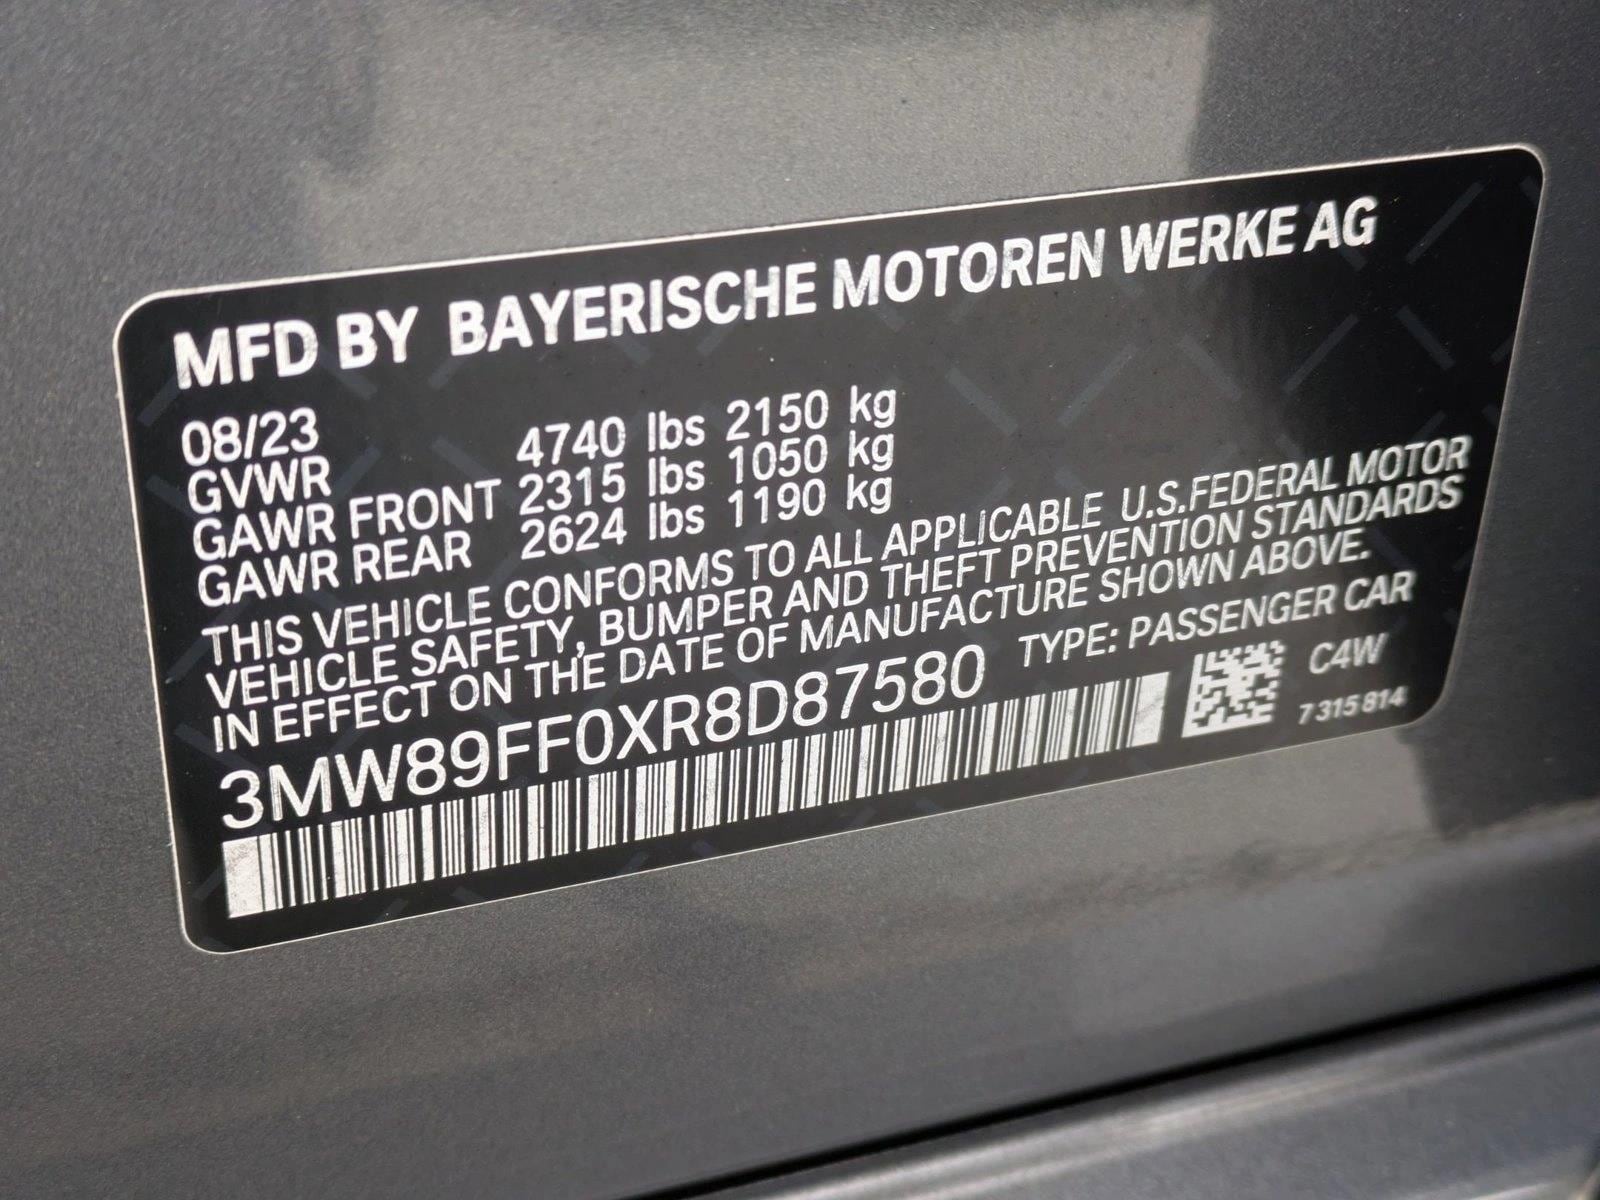 MFD BY BAYERISCHE MOTOREN WERKE AG
08/23
GVWR 4740 lbs 2150 kg
GAWR FRONT 2315 lbs 1050 kg
GAWR REAR 2624 lbs 1190 kg
THIS VEHICLE CONFORMS TO ALL APPLICABLE U.S.FEDERAL MOTOR
VEHICLE SAFETY, BUMPER AND THEFT PREVENTION STANDARDS
IN EFFECT ON THE DATE OF MANUFACTURE SHOWN ABOVE.
3MW89FF0XR8D87580 TYPE: PASSENGER CAR
C4W
7 315 814